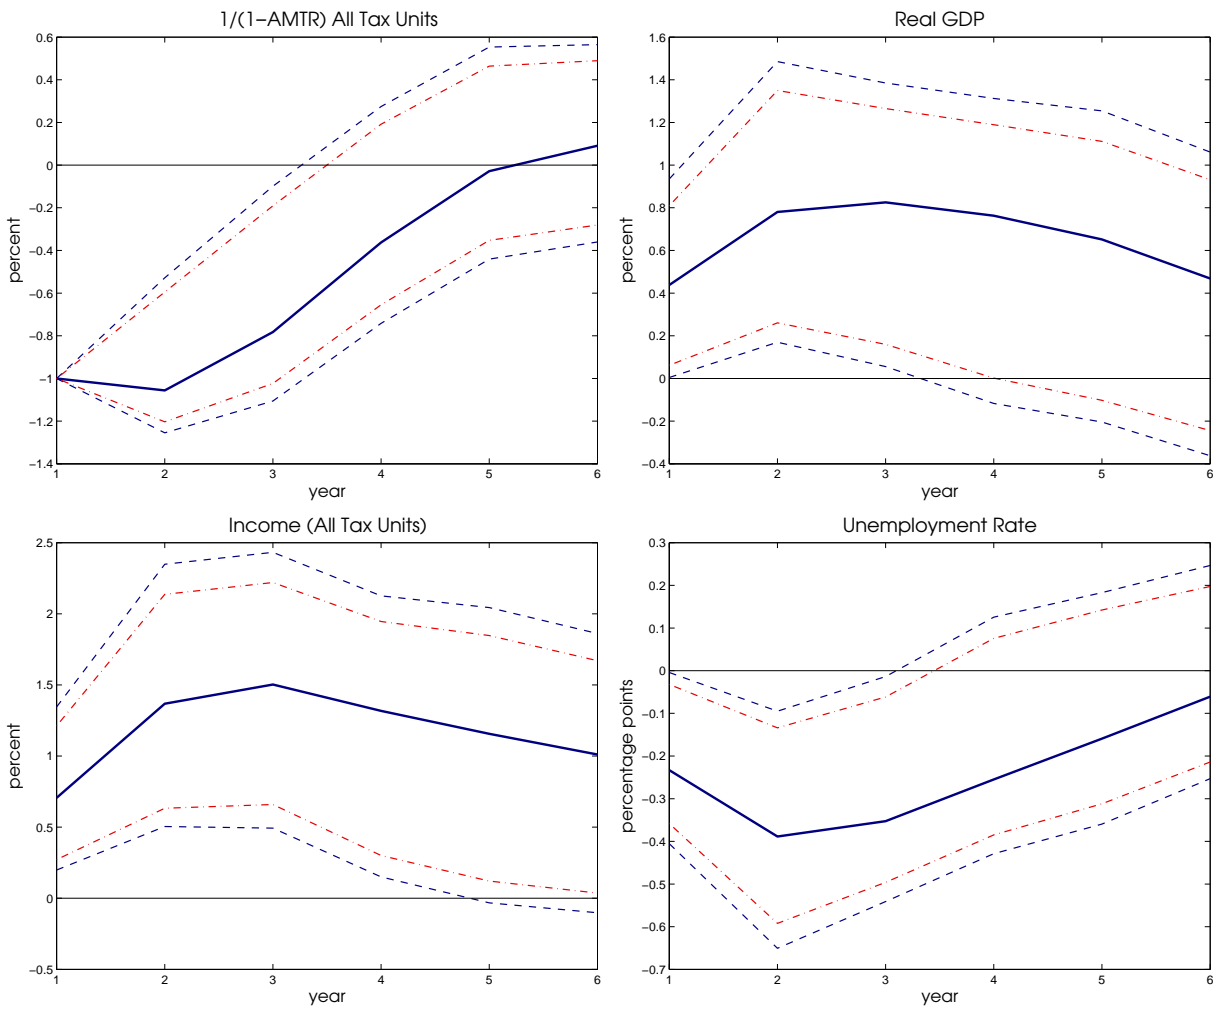 1/(1−AMTR) All Tax Units
0.6
0.4
0.2
0
−0.2
−0.4
−0.6
−0.8
−1
−1.2
−1.4
percent
1 2 3 4 5 6
year
Real GDP
1.6
1.4
1.2
1
0.8
0.6
0.4
0.2
0
−0.2
−0.4
percent
1 2 3 4 5 6
year
Income (All Tax Units)
2.5
2
1.5
1
0.5
0
−0.5
percent
1 2 3 4 5 6
year
Unemployment Rate
0.3
0.2
0.1
0
−0.1
−0.2
−0.3
−0.4
−0.5
−0.6
−0.7
percentage points
1 2 3 4 5 6
year